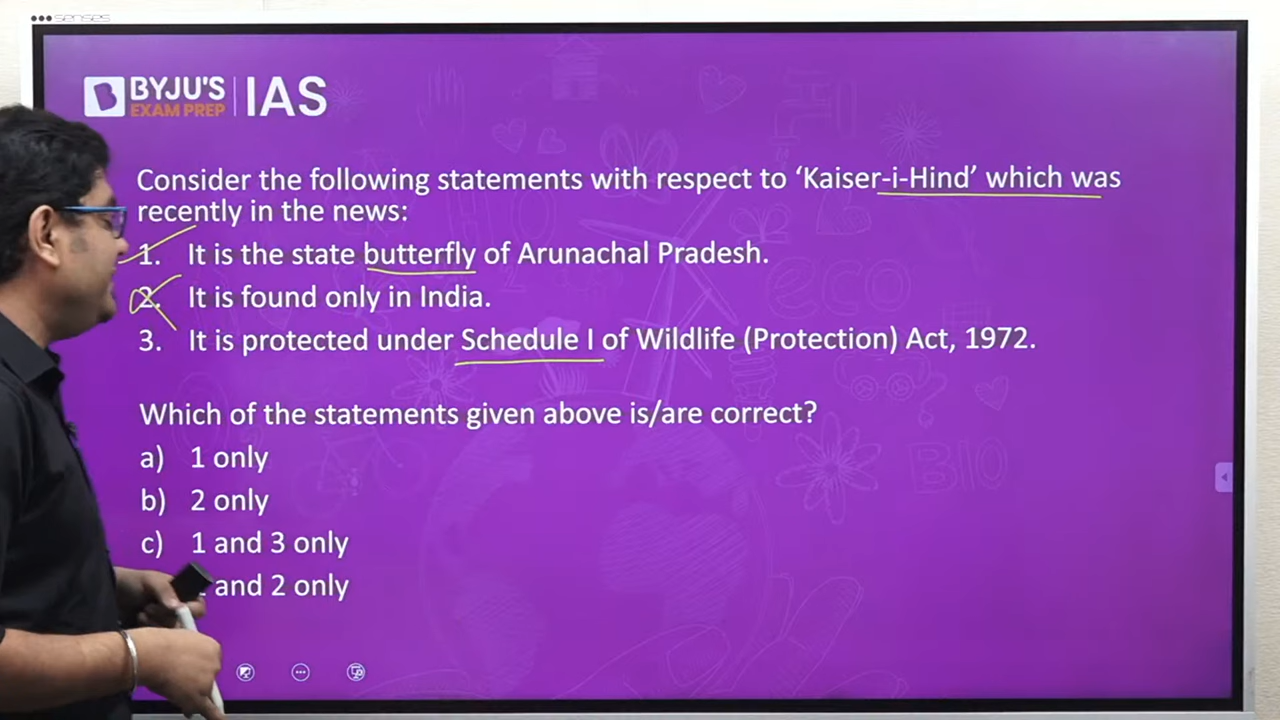 senses
BYJU'S
EXAM PREP
IAS
Consider the following statements with respect to ‘Kaiser-i-Hind’ which was
recently in the news:
1. It is the state butterfly of Arunachal Pradesh.
2. It is found only in India.
3. It is protected under Schedule I of Wildlife (Protection) Act, 1972.
Which of the statements given above is/are correct?
a) 1 only
b) 2 only
c) 1 and 3 only
and 2 only
eco
BIO